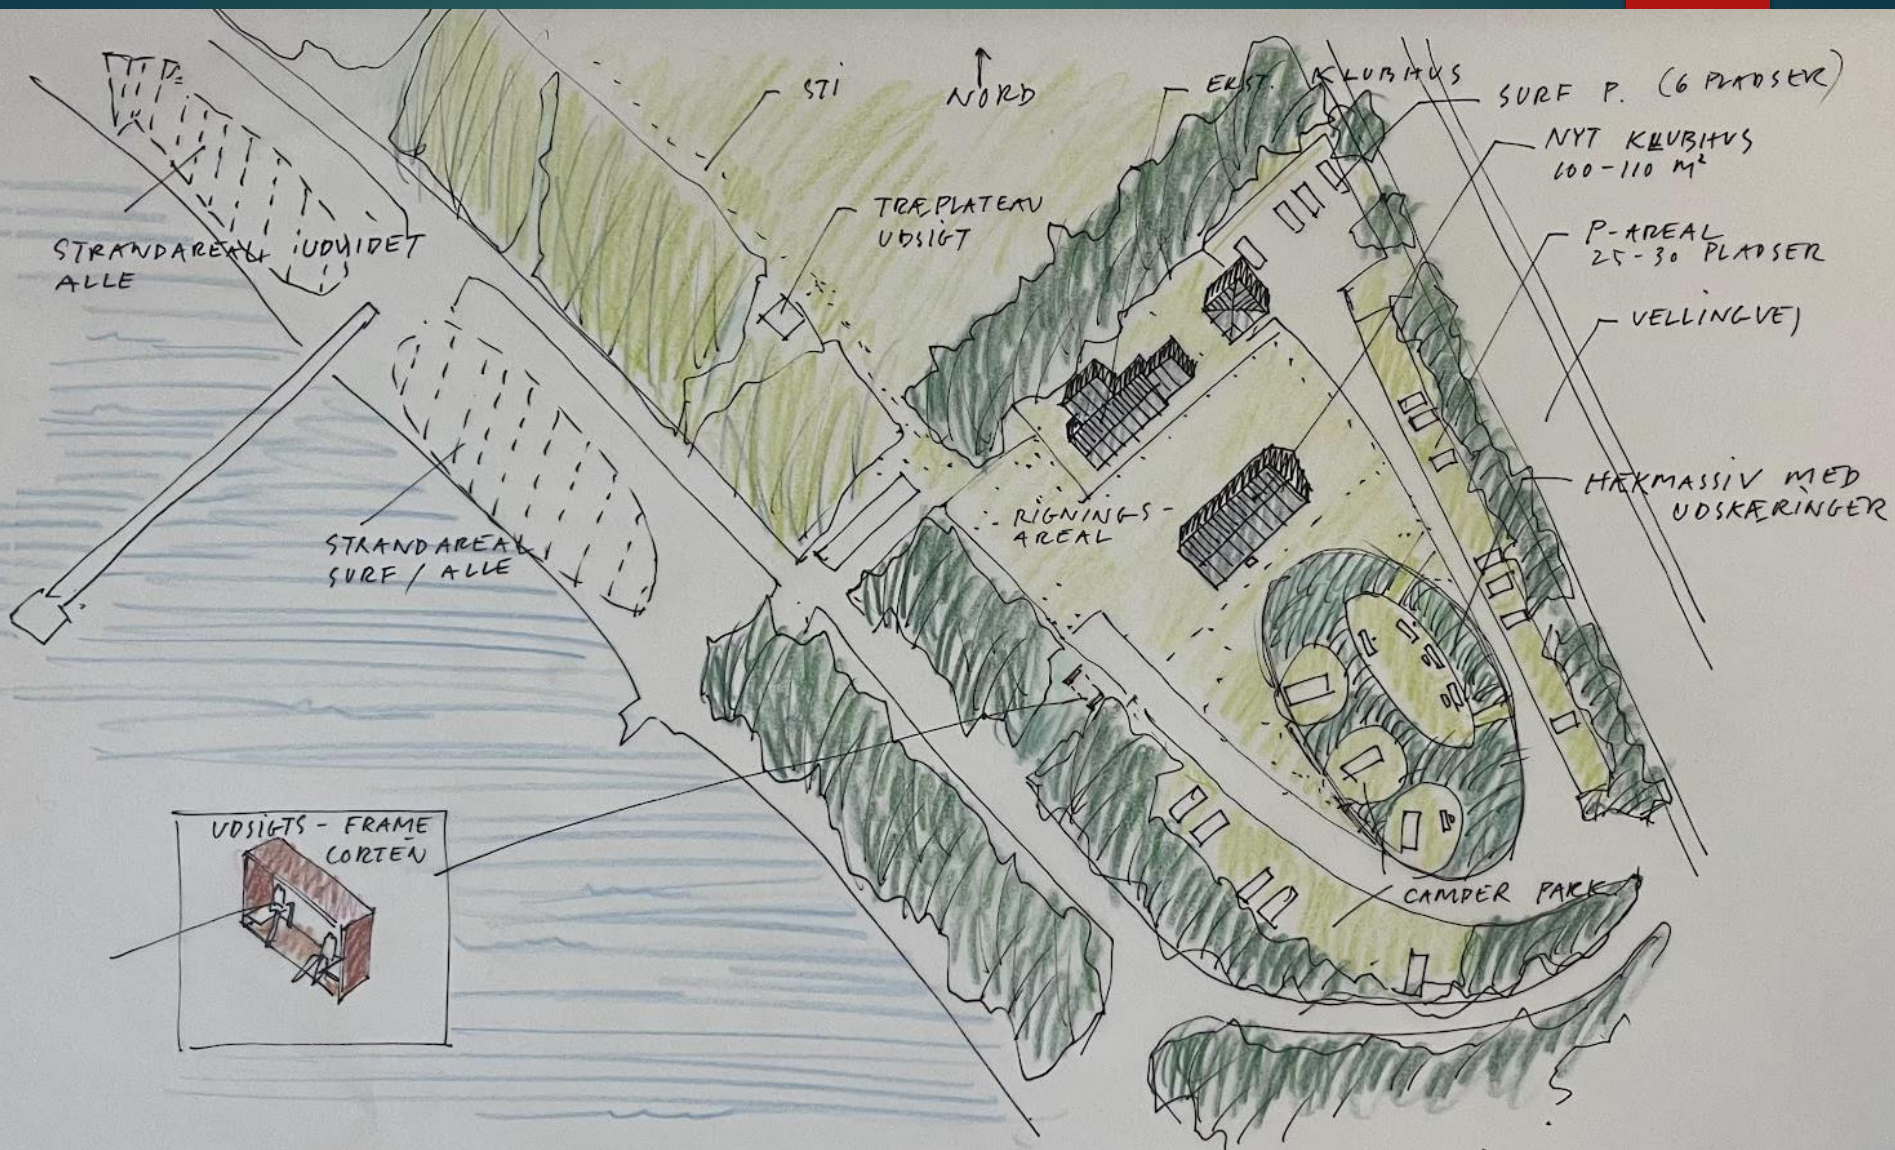 STI
NORD
EKST. KLUBHUS
SURF P. (6 PLADSER)
NYT KLUBHUS
100-110 M²
TRÆPLATEAU
UDSIGT
P-AREAL
25-30 PLADSER
STRANDAREAL UDVIDET
ALLE
VELLINGVEJ
HÆKMASSIV MED
UDSKÆRINGER
RIGNINGS-
AREAL
STRANDAREAL
SURF / ALLE
UDSIGTS-FRAME
CORTEN
CAMPER PARK